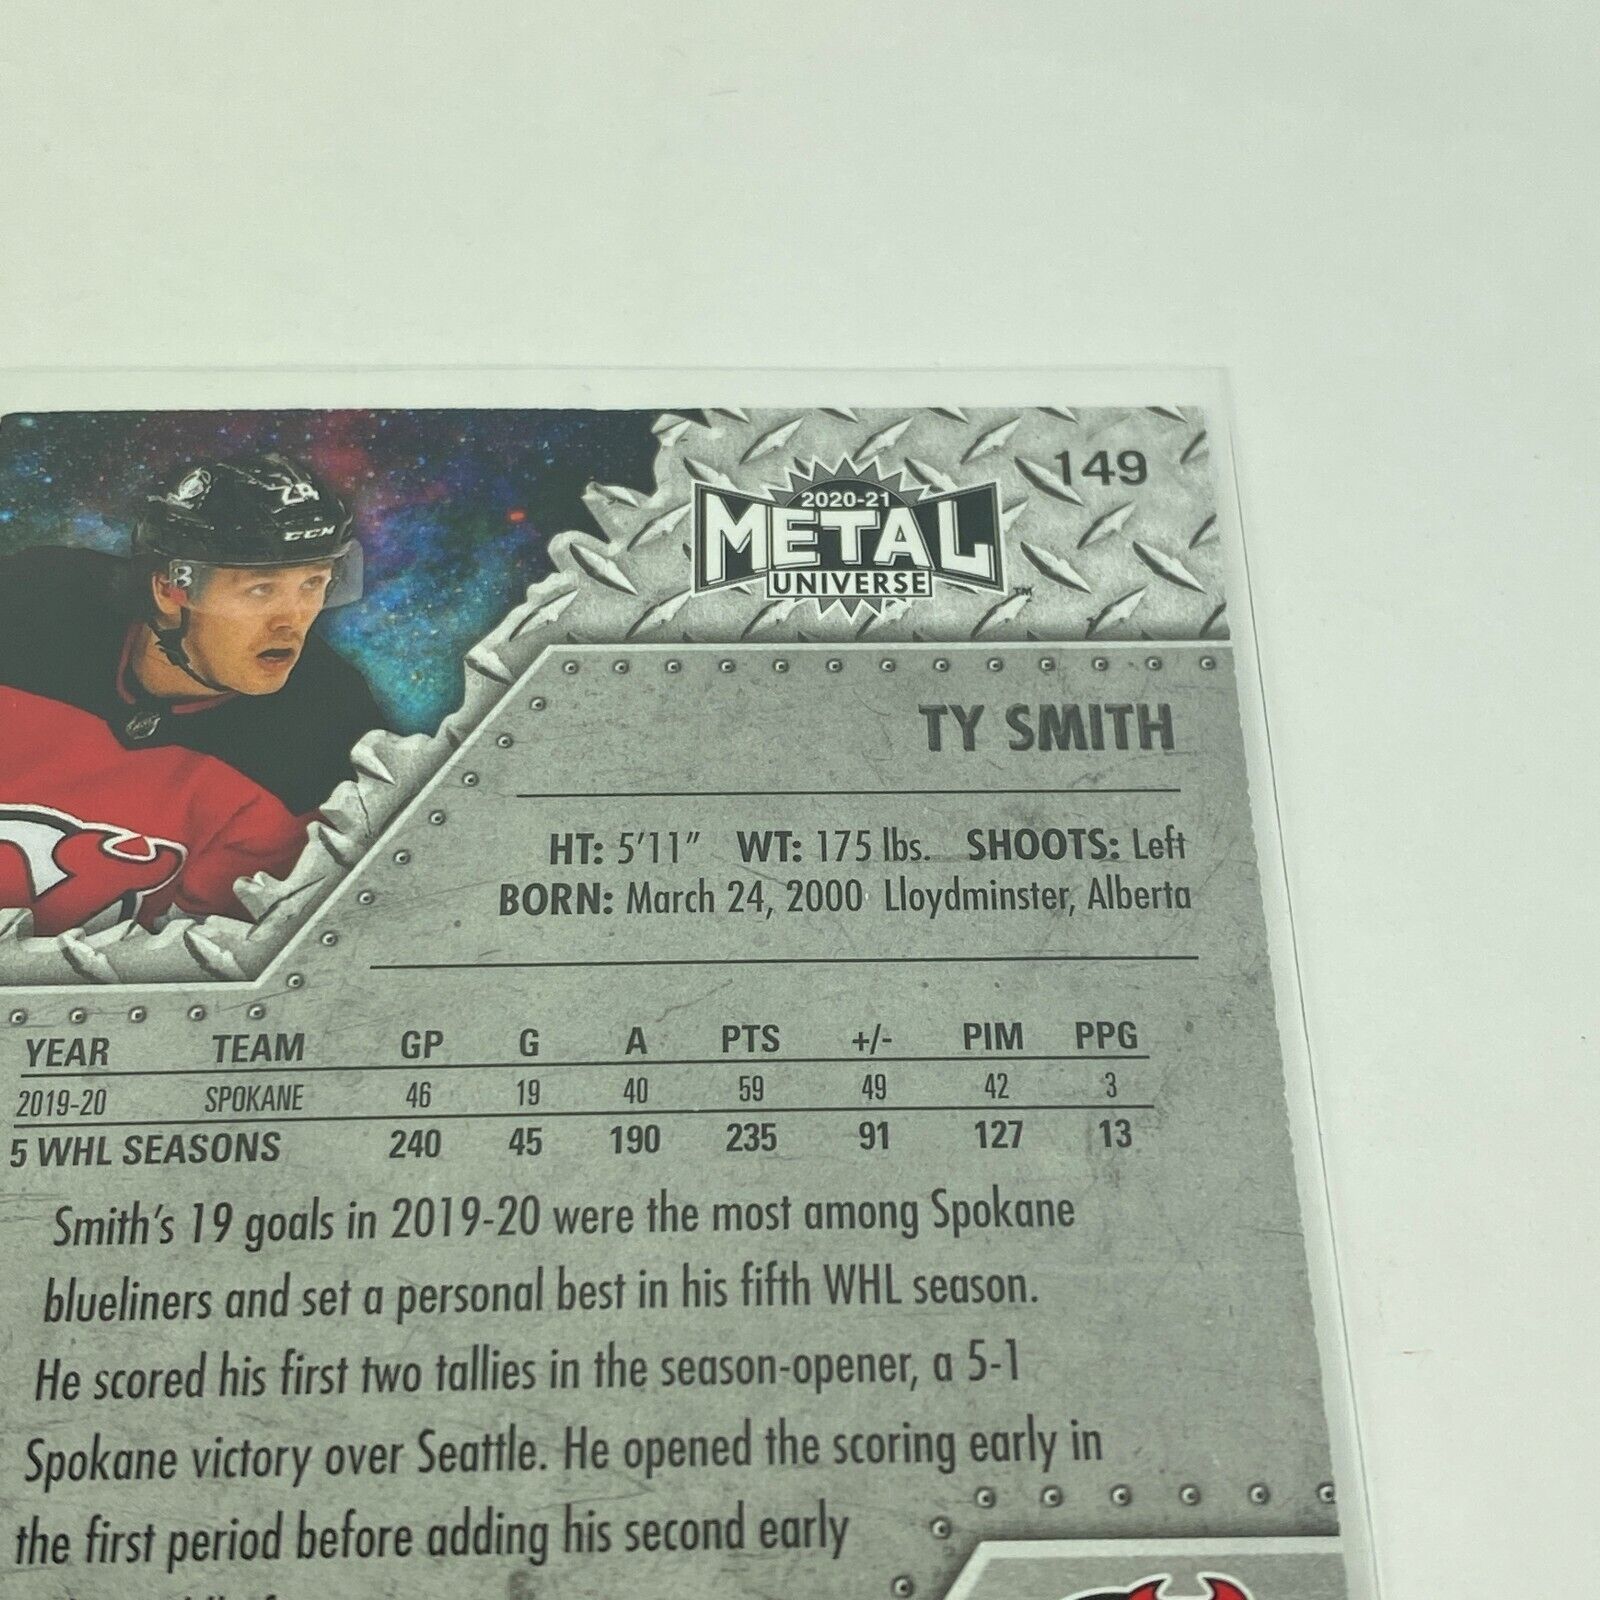 149
2020-21
METAL
UNIVERSE
TM
28
CCM
TY SMITH
HT: 5'11" WT: 175 lbs. SHOOTS: Left
BORN: March 24, 2000 Lloydminster, Alberta
YEAR TEAM GP G A PTS +/- PIM PPG
2019-20 SPOKANE 46 19 40 59 49 42 3
5 WHL SEASONS 240 45 190 235 91 127 13
Smith's 19 goals in 2019-20 were the most among Spokane
blueliners and set a personal best in his fifth WHL season.
He scored his first two tallies in the season-opener, a 5-1
Spokane victory over Seattle. He opened the scoring early in
the first period before adding his second early